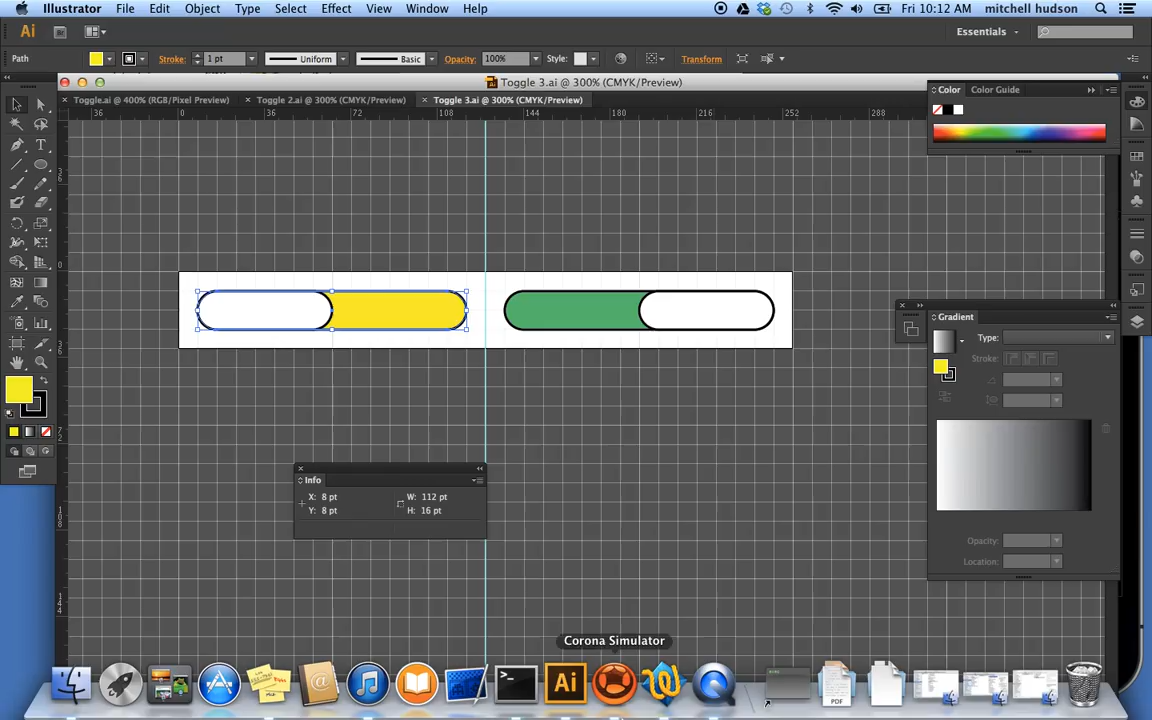 Illustrator File Edit Object Type Select Effect View Window Help Fri 10:12 AM mitchell hudson
Ai Essentials
Path Stroke: 1 pt Uniform Basic Opacity: 100% Style: Transform
Toggle 3.ai @ 300% (CMYK/Preview)
Toggle.ai @ 400% (RGB/Pixel Preview) Toggle 2.ai @ 300% (CMYK/Preview) Toggle 3.ai @ 300% (CMYK/Preview)
Color Color Guide
36 0 36 72 108 144 180 216 252 288
Gradient
Type:
Stroke:
Opacity:
Location:
Info
X: 8 pt W: 112 pt
Y: 8 pt H: 16 pt
Corona Simulator
Ai
PDF